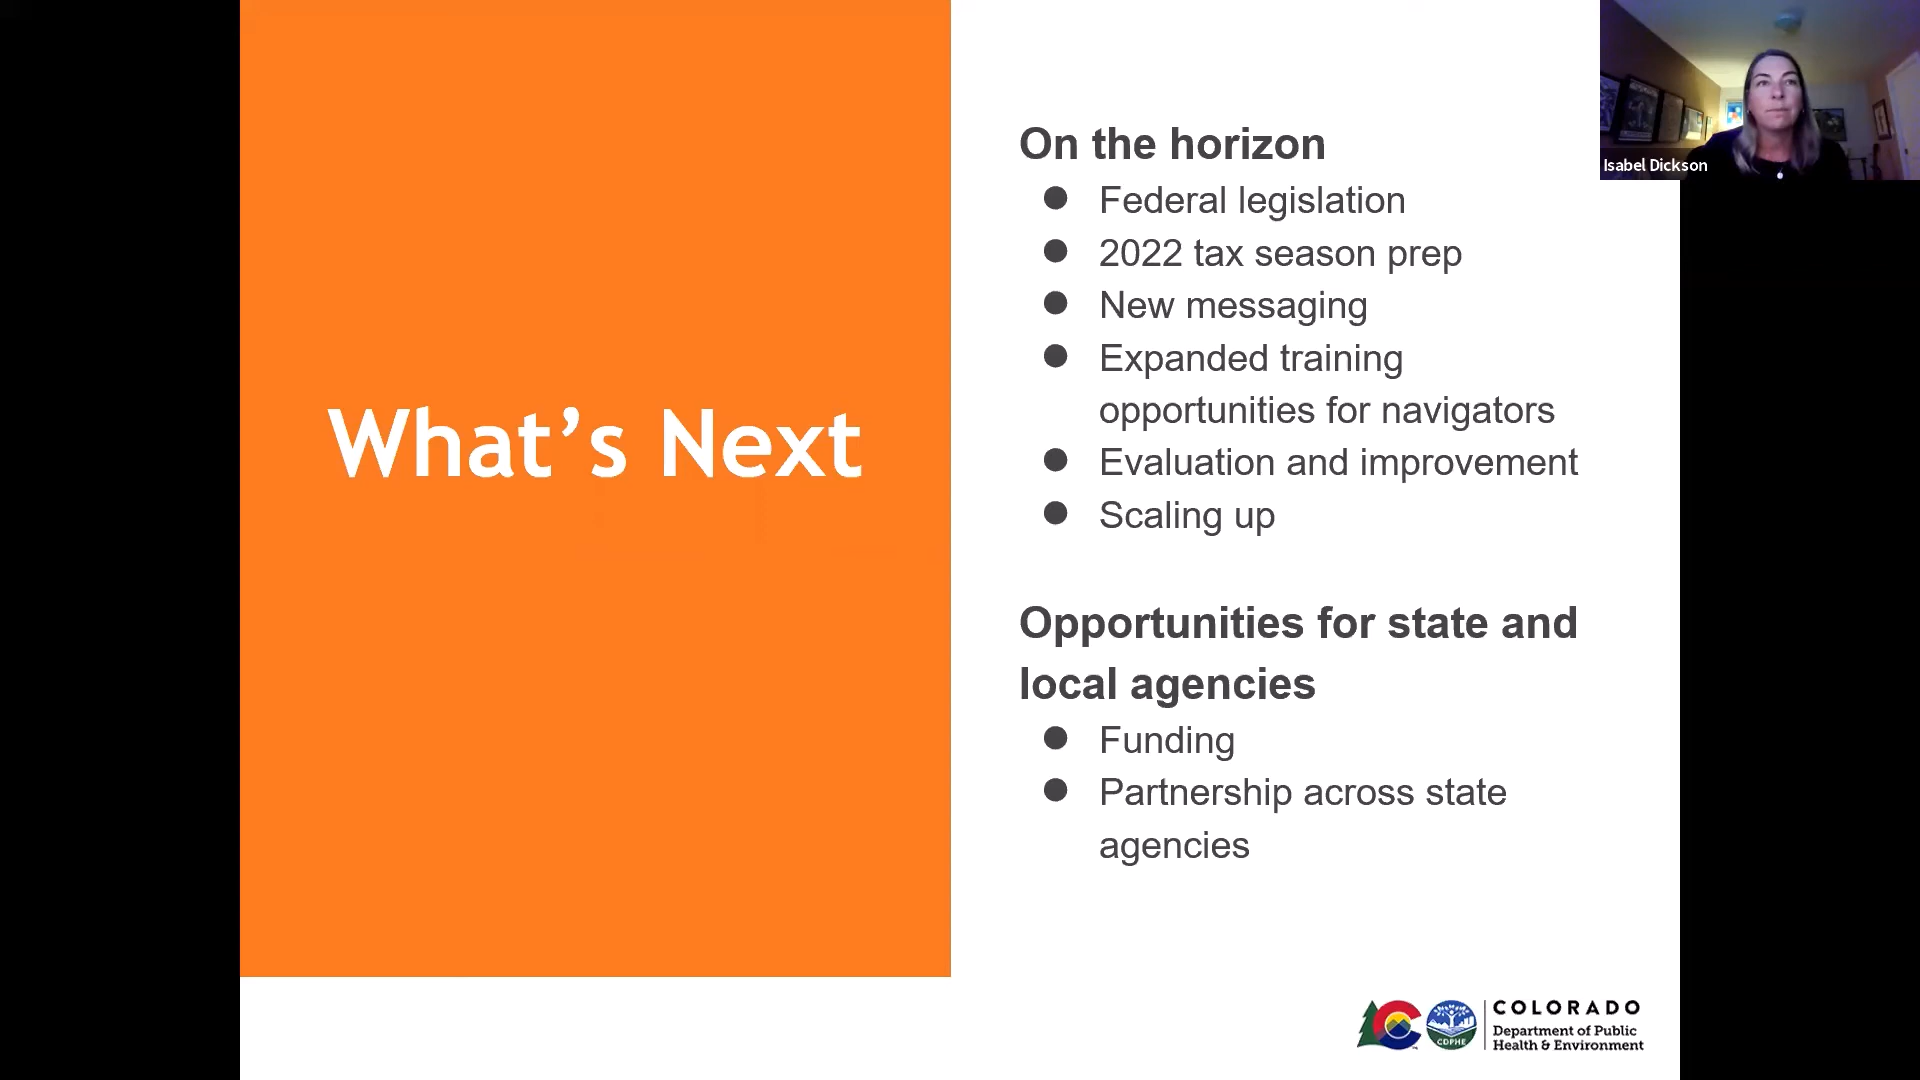 What's Next
On the horizon
● Federal legislation
● 2022 tax season prep
● New messaging
● Expanded training
opportunities for navigators
● Evaluation and improvement
● Scaling up
Opportunities for state and
local agencies
● Funding
● Partnership across state
agencies
Isabel Dickson
CDPHE
COLORADO
Department of Public
Health & Environment